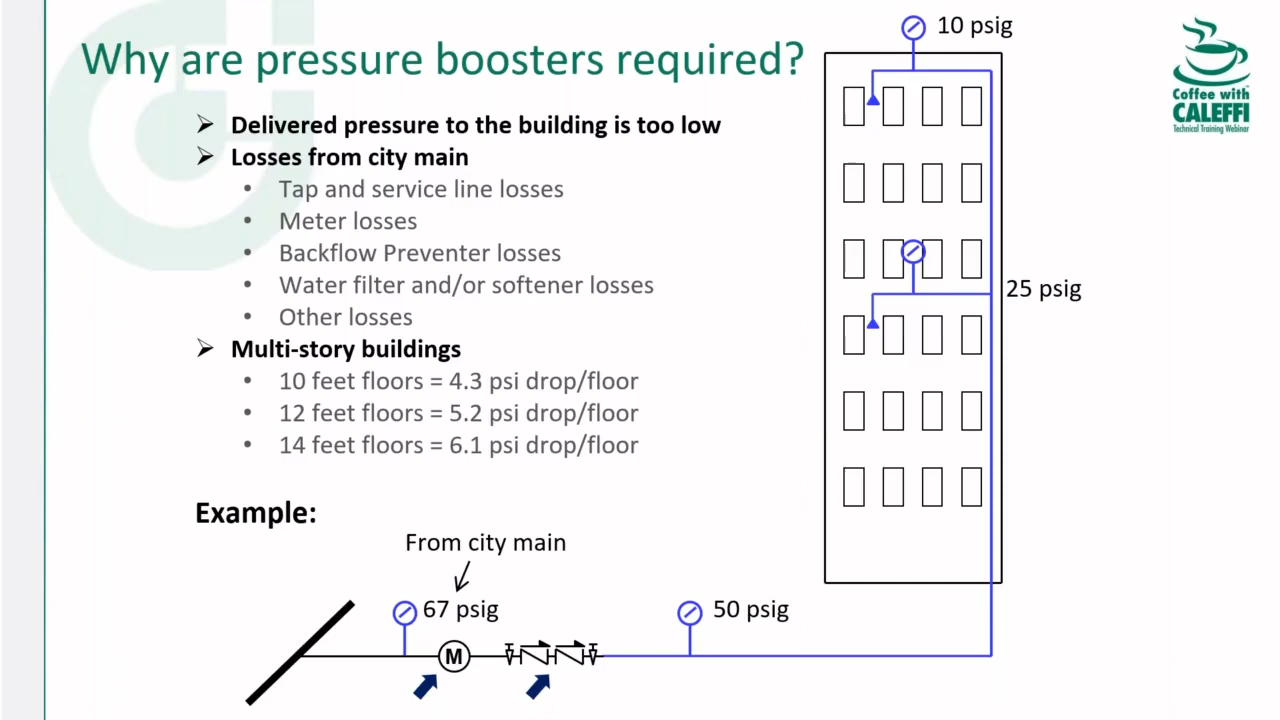 Why are pressure boosters required?
➢ Delivered pressure to the building is too low
➢ Losses from city main
• Tap and service line losses
• Meter losses
• Backflow Preventer losses
• Water filter and/or softener losses
• Other losses
➢ Multi-story buildings
• 10 feet floors = 4.3 psi drop/floor
• 12 feet floors = 5.2 psi drop/floor
• 14 feet floors = 6.1 psi drop/floor
Example:
From city main
67 psig
M
50 psig
10 psig
25 psig
Coffee with
CALEFFI
Technical Training Webinar